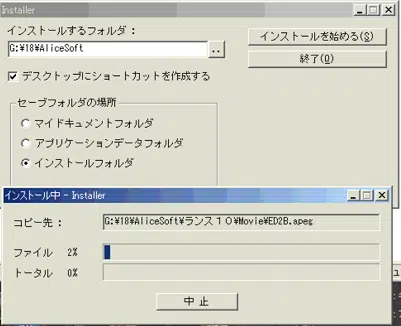 Installer
インストールするフォルダ：
G:¥18¥AliceSoft
..
インストールを始める(S)
終了(Q)
デスクトップにショートカットを作成する
セーブフォルダの場所
マイドキュメントフォルダ
アプリケーションデータフォルダ
インストールフォルダ
インストール中 - Installer
コピー先：
G:¥18¥AliceSoft¥ランス１０¥Movie¥ED2B.apeg
ファイル 2%
トータル 0%
中 止